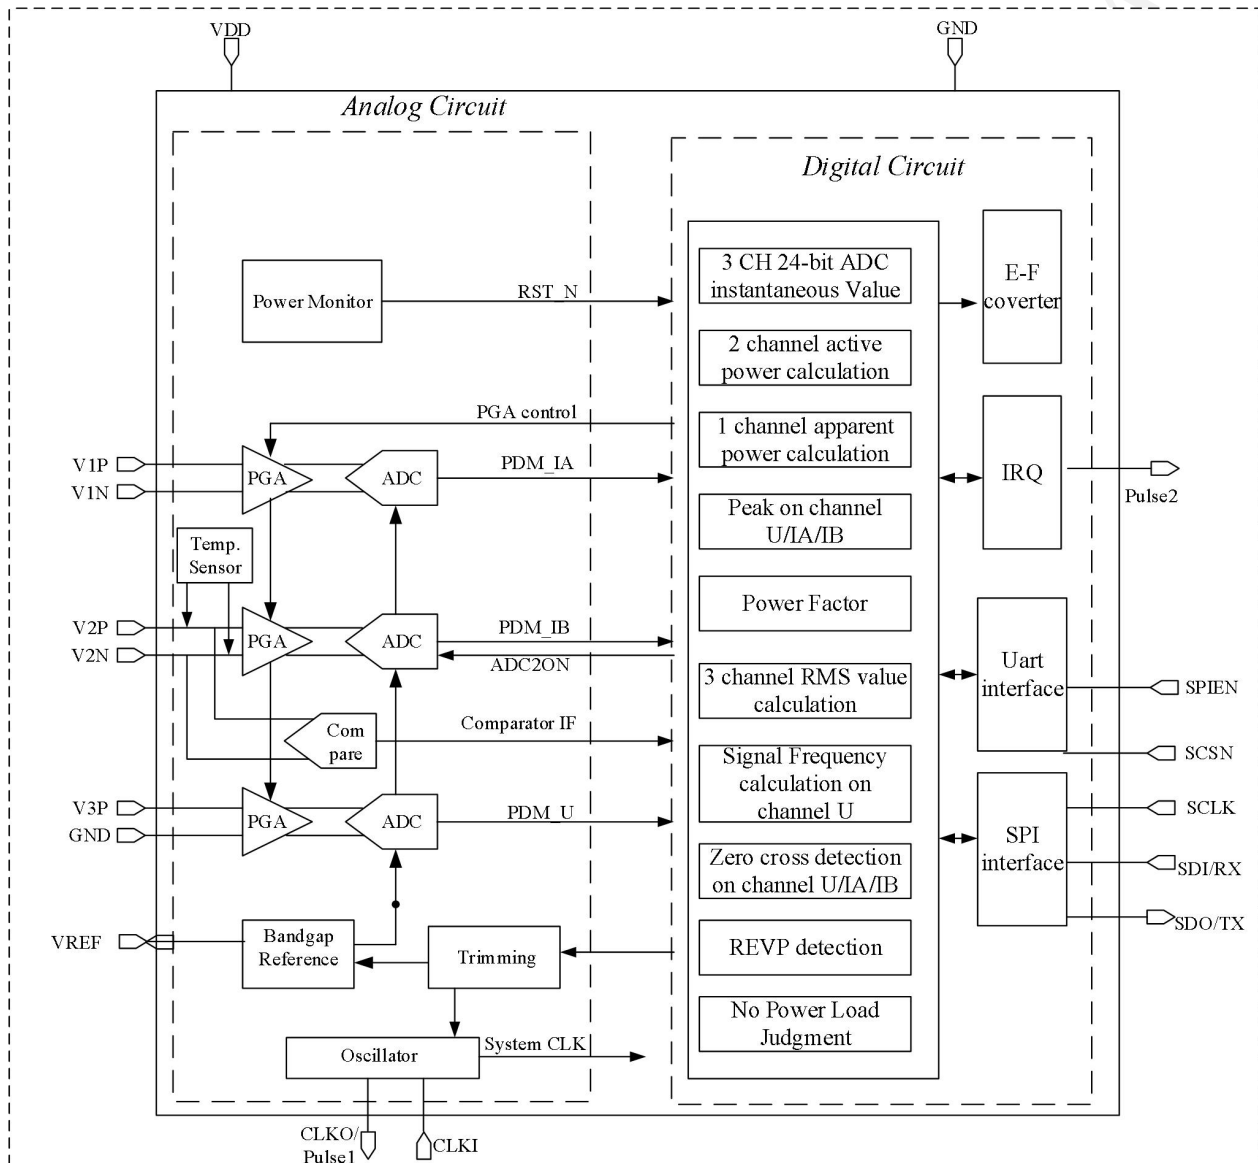 VDD
GND
Analog Circuit
Digital Circuit
Power Monitor
RST_N
3 CH 24-bit ADC
instantaneous Value
E-F
coverter
2 channel active
power calculation
PGA control
1 channel apparent
power calculation
V1P
V1N
PGA
ADC
PDM_IA
IRQ
Pulse2
Peak on channel
U/IA/IB
Temp.
Sensor
Power Factor
V2P
V2N
PGA
ADC
PDM_IB
ADC2ON
Uart
interface
SPIEN
3 channel RMS value
calculation
Com
pare
Comparator IF
SCSN
Signal Frequency
calculation on
channel U
V3P
GND
PGA
ADC
PDM_U
SPI
interface
SCLK
SDI/RX
SDO/TX
Zero cross detection
on channel U/IA/IB
VREF
Bandgap
Reference
Trimming
REVP detection
No Power Load
Judgment
Oscillator
System CLK
CLKO/
Pulse1
CLKI